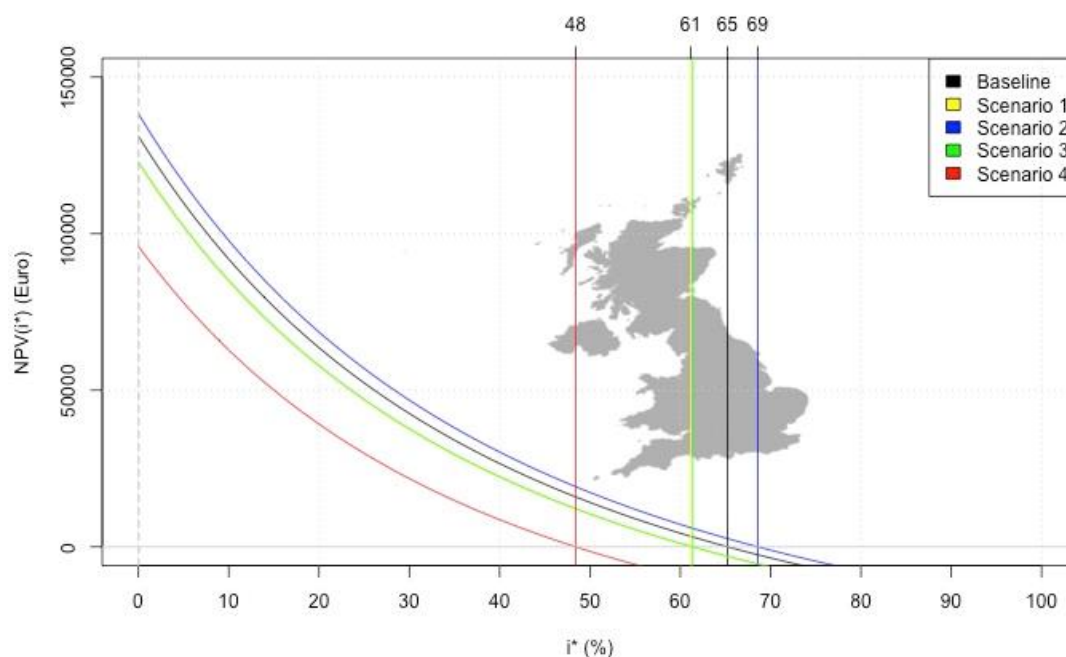 48 61 65 69
Baseline
Scenario 1
Scenario 2
Scenario 3
Scenario 4
150000
100000
50000
0
NPV(i*) (Euro)
0 10 20 30 40 50 60 70 80 90 100
i* (%)